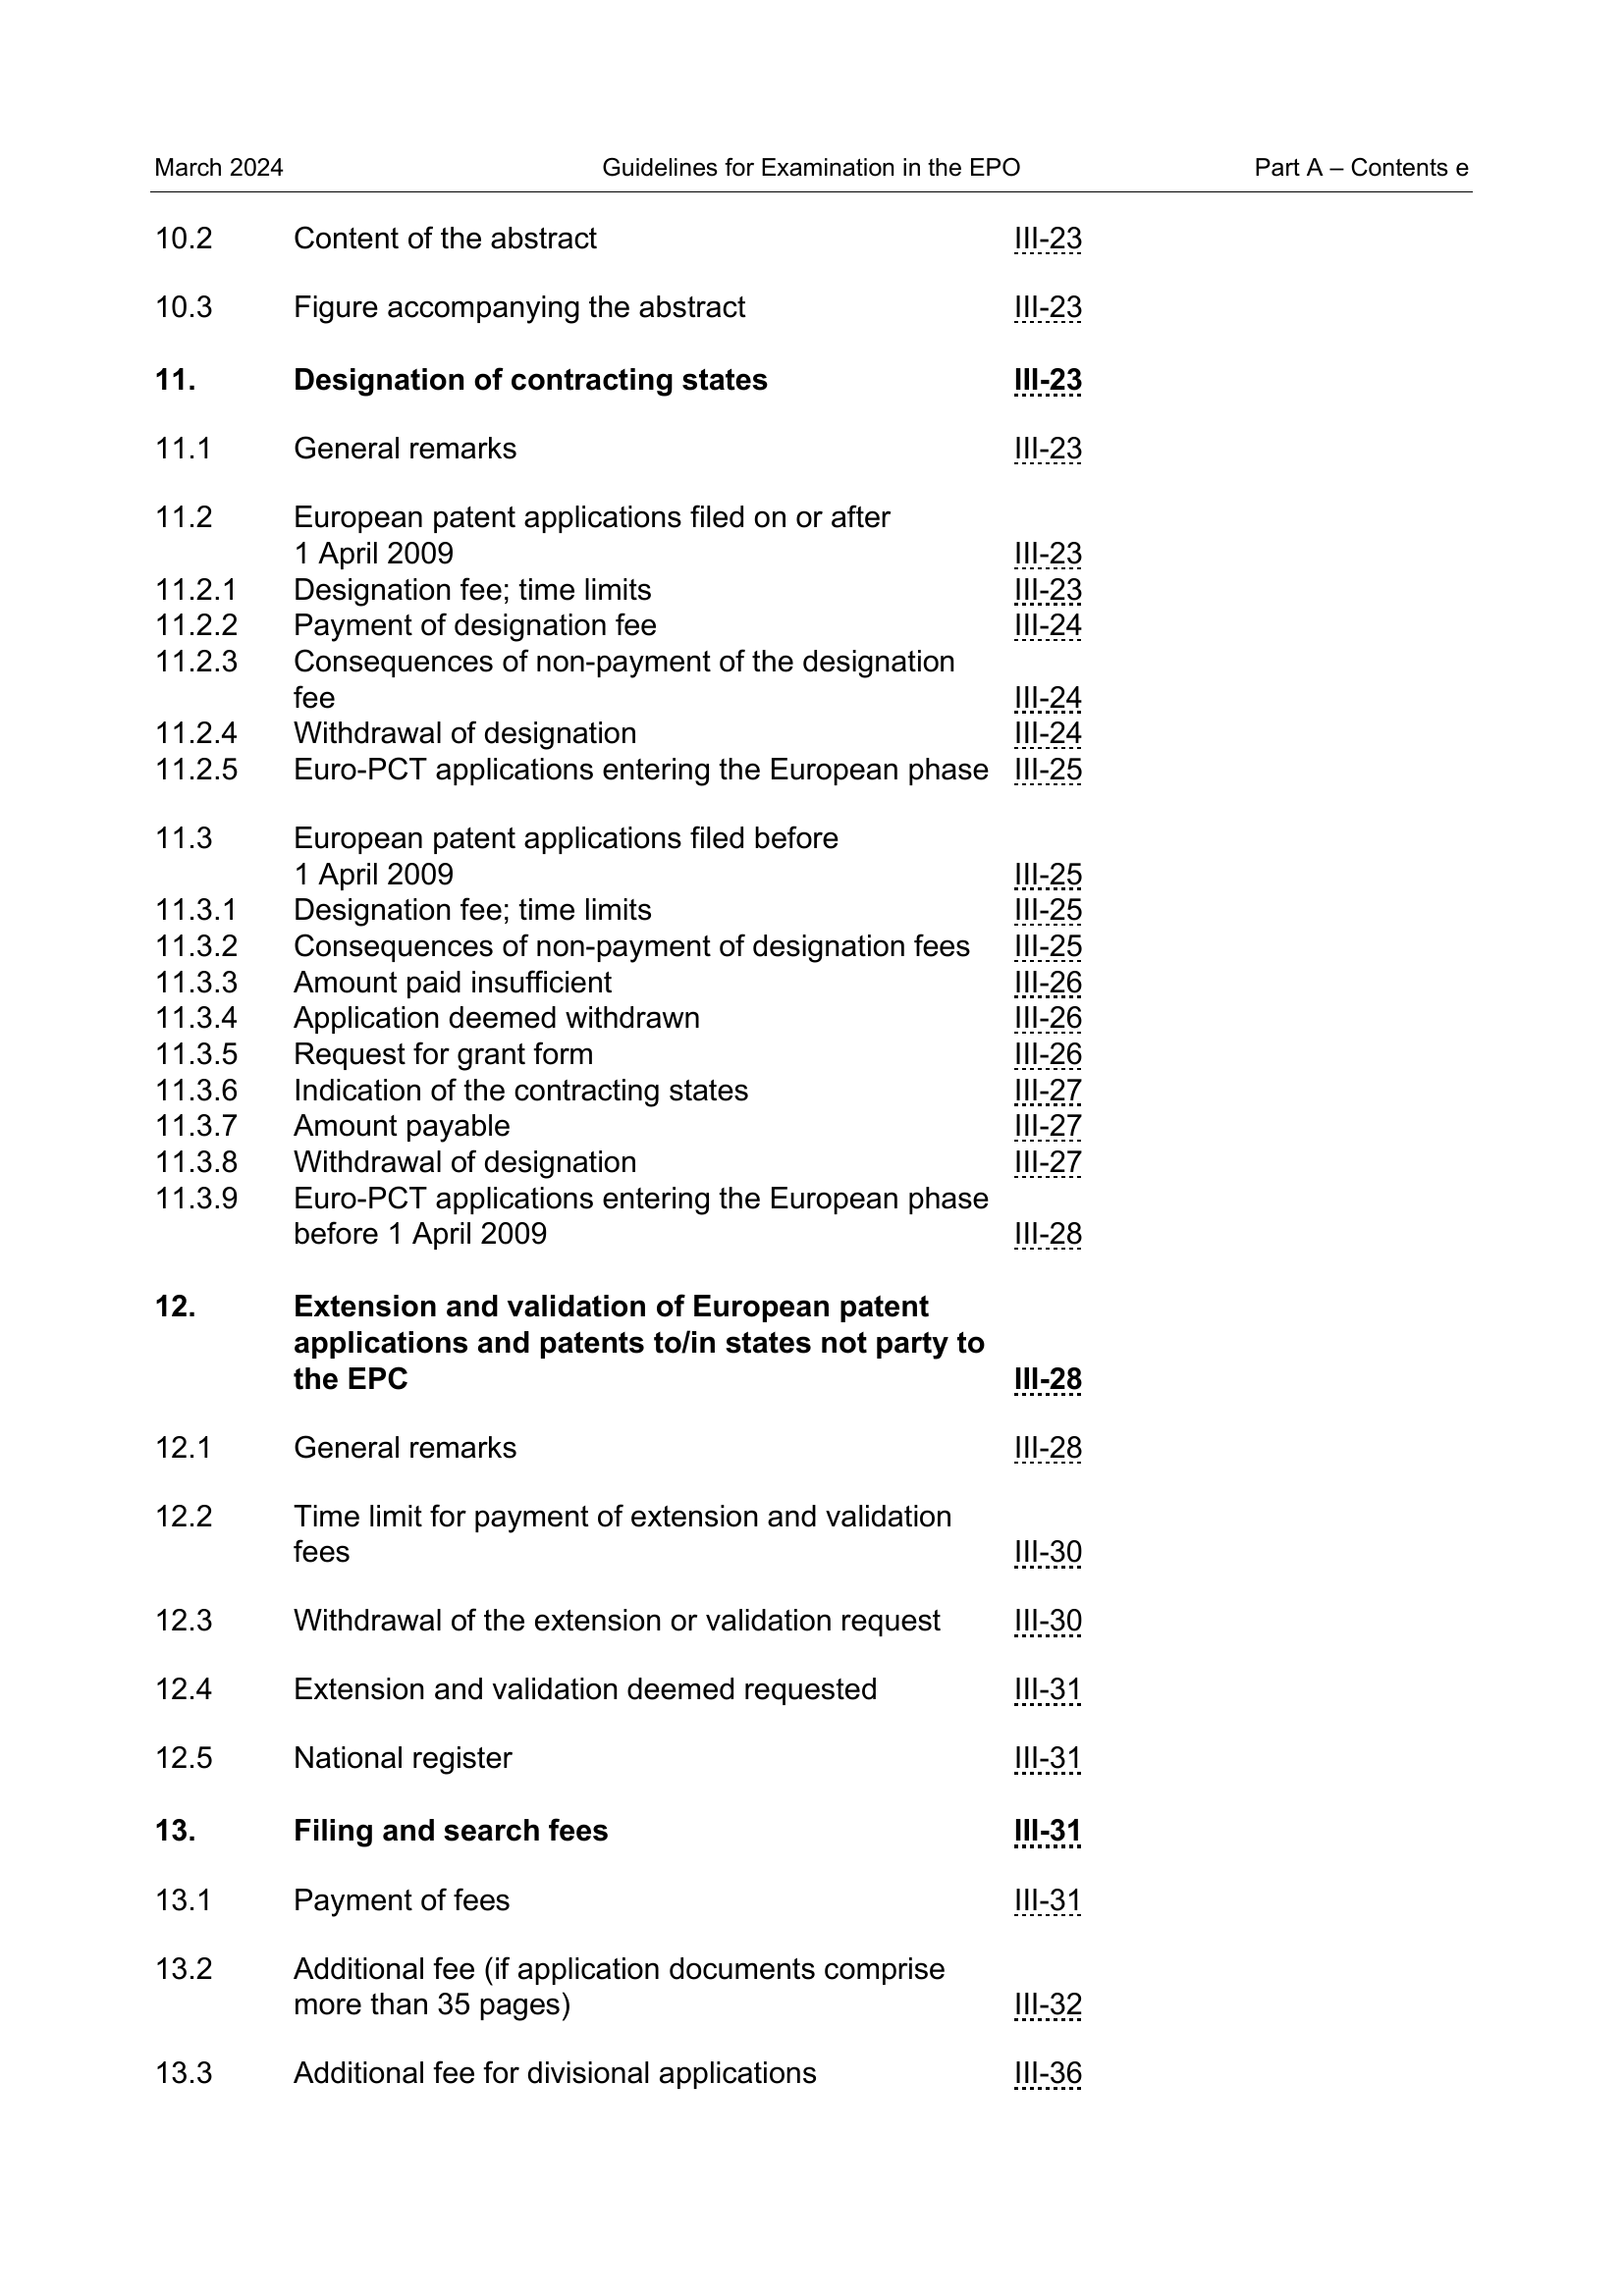 March 2024 Guidelines for Examination in the EPO Part A – Contents e
10.2 Content of the abstract III-23
10.3 Figure accompanying the abstract III-23
11. Designation of contracting states III-23
11.1 General remarks III-23
11.2 European patent applications filed on or after
1 April 2009 III-23
11.2.1 Designation fee; time limits III-23
11.2.2 Payment of designation fee III-24
11.2.3 Consequences of non-payment of the designation
fee III-24
11.2.4 Withdrawal of designation III-24
11.2.5 Euro-PCT applications entering the European phase III-25
11.3 European patent applications filed before
1 April 2009 III-25
11.3.1 Designation fee; time limits III-25
11.3.2 Consequences of non-payment of designation fees III-25
11.3.3 Amount paid insufficient III-26
11.3.4 Application deemed withdrawn III-26
11.3.5 Request for grant form III-26
11.3.6 Indication of the contracting states III-27
11.3.7 Amount payable III-27
11.3.8 Withdrawal of designation III-27
11.3.9 Euro-PCT applications entering the European phase
before 1 April 2009 III-28
12. Extension and validation of European patent
applications and patents to/in states not party to
the EPC III-28
12.1 General remarks III-28
12.2 Time limit for payment of extension and validation
fees III-30
12.3 Withdrawal of the extension or validation request III-30
12.4 Extension and validation deemed requested III-31
12.5 National register III-31
13. Filing and search fees III-31
13.1 Payment of fees III-31
13.2 Additional fee (if application documents comprise
more than 35 pages) III-32
13.3 Additional fee for divisional applications III-36